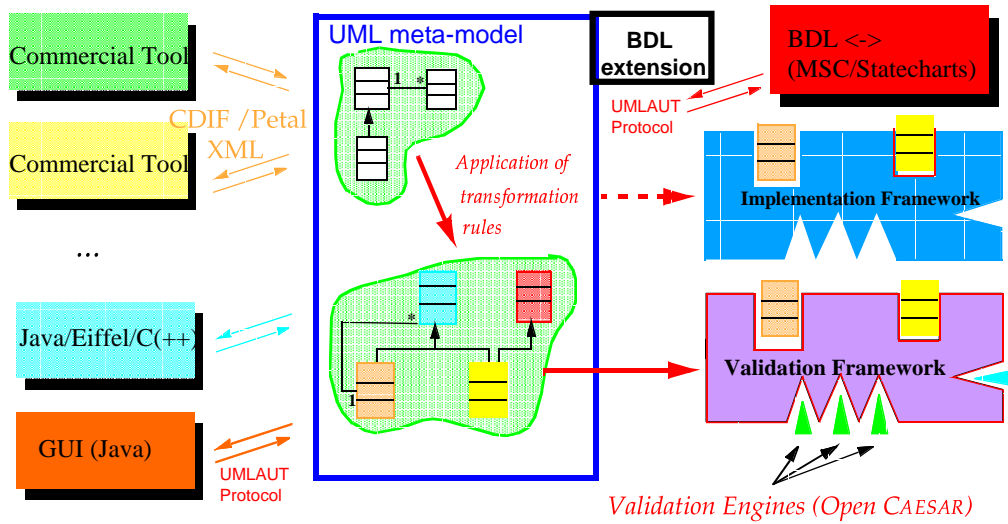 Commercial Tool
Commercial Tool
CDIF /Petal
XML
...
Java/Eiffel/C(++)
GUI (Java)
UMLAUT
Protocol
UML meta-model
1
*
Application of
transformation
rules
*
1
BDL
extension
BDL <->
(MSC/Statecharts)
UMLAUT
Protocol
Implementation Framework
Validation Framework
Validation Engines (Open CAESAR)